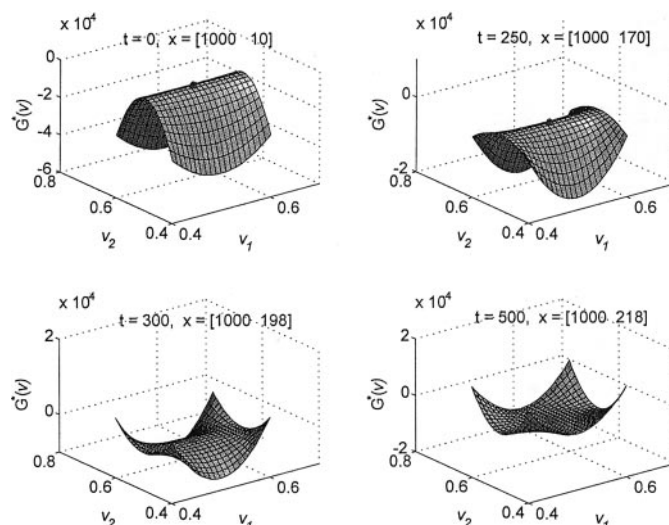 x 10⁴
t = 0, x = [1000 10]
0
-2
-4
-6
G*(v)
0.8
0.6
0.4
v₂
0.4
0.6
v₁
x 10⁴
t = 250, x = [1000 170]
0
-2
G*(v)
0.8
0.6
0.4
v₂
0.4
0.6
v₁
x 10⁴
t = 300, x = [1000 198]
2
0
G*(v)
0.8
0.6
0.4
v₂
0.4
0.6
v₁
x 10⁴
t = 500, x = [1000 218]
2
0
-2
G*(v)
0.8
0.6
0.4
v₂
0.4
0.6
v₁